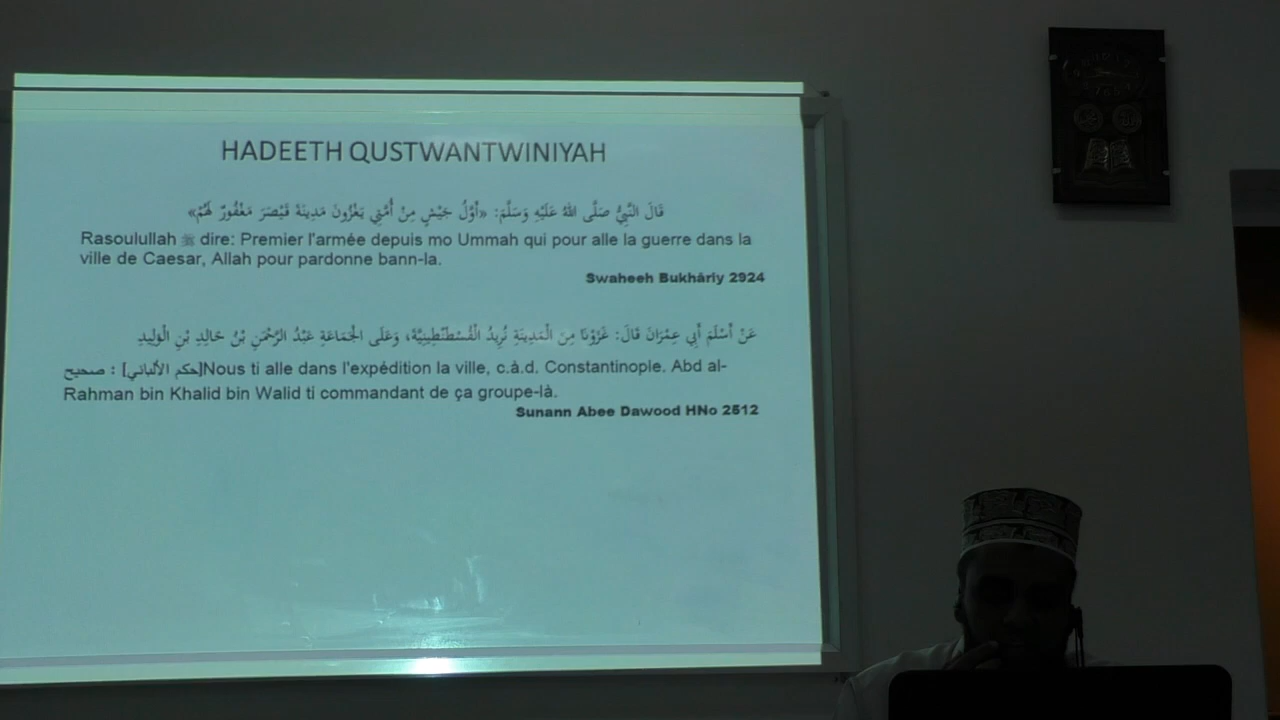 HADEETH QUSTWANTWINIYAH
قَالَ النَّبِيُّ صَلَّى اللهُ عَلَيْهِ وَسَلَّمَ: «أَوَّلُ جَيْشٍ مِنْ أُمَّتِي يَغْزُونَ مَدِينَةَ قَيْصَرَ مَغْفُورٌ لَهُمْ»
Rasoulullah ﷺ dire: Premier l'armée depuis mo Ummah qui pour alle la guerre dans la
ville de Caesar, Allah pour pardonne bann-la.
Swaheeh Bukhâriy 2924
عَنْ أَسْلَمَ أَبِي عِمْرَانَ قَالَ: غَزَوْنَا مِنَ الْمَدِينَةِ نُرِيدُ الْقُسْطَنْطِينِيَّةَ، وَعَلَى الْجَمَاعَةِ عَبْدُ الرَّحْمَنِ بْنُ خَالِدِ بْنِ الْوَلِيدِ
[حكم الألباني] : صحيح Nous ti alle dans l'expédition la ville, c.à.d. Constantinople. Abd al-
Rahman bin Khalid bin Walid ti commandant de ça groupe-là.
Sunann Abee Dawood HNo 2512